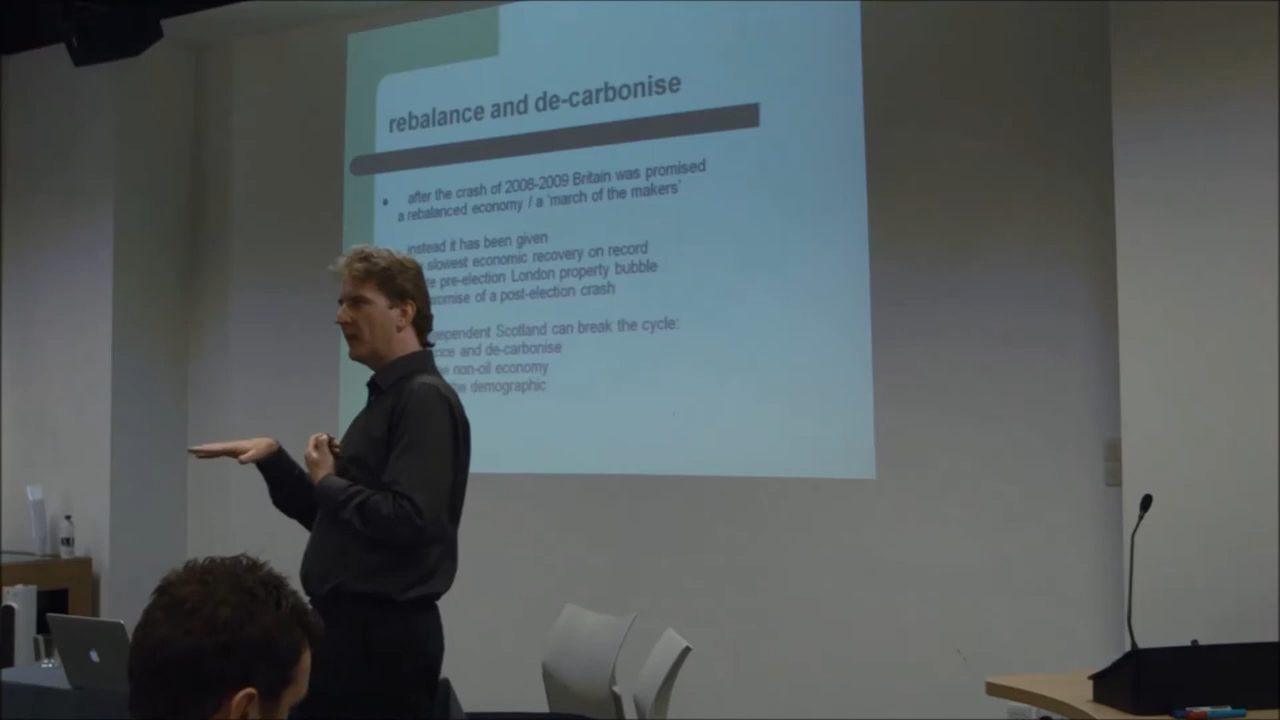 rebalance and de-carbonise
• after the crash of 2008-2009 Britain was promised
a rebalanced economy / a 'march of the makers'
instead it has been given
slowest economic recovery on record
pre-election London property bubble
of a post-election crash
Scotland can break the cycle:
and de-carbonise
non-oil economy
demographic